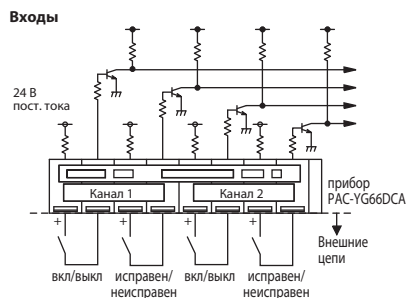 Входы
24 В
пост. тока
Канал 1
Канал 2
прибор
PAC-YG66DCA
+
+
+
+
Внешние
цепи
вкл/выкл
исправен/
неисправен
вкл/выкл
исправен/
неисправен